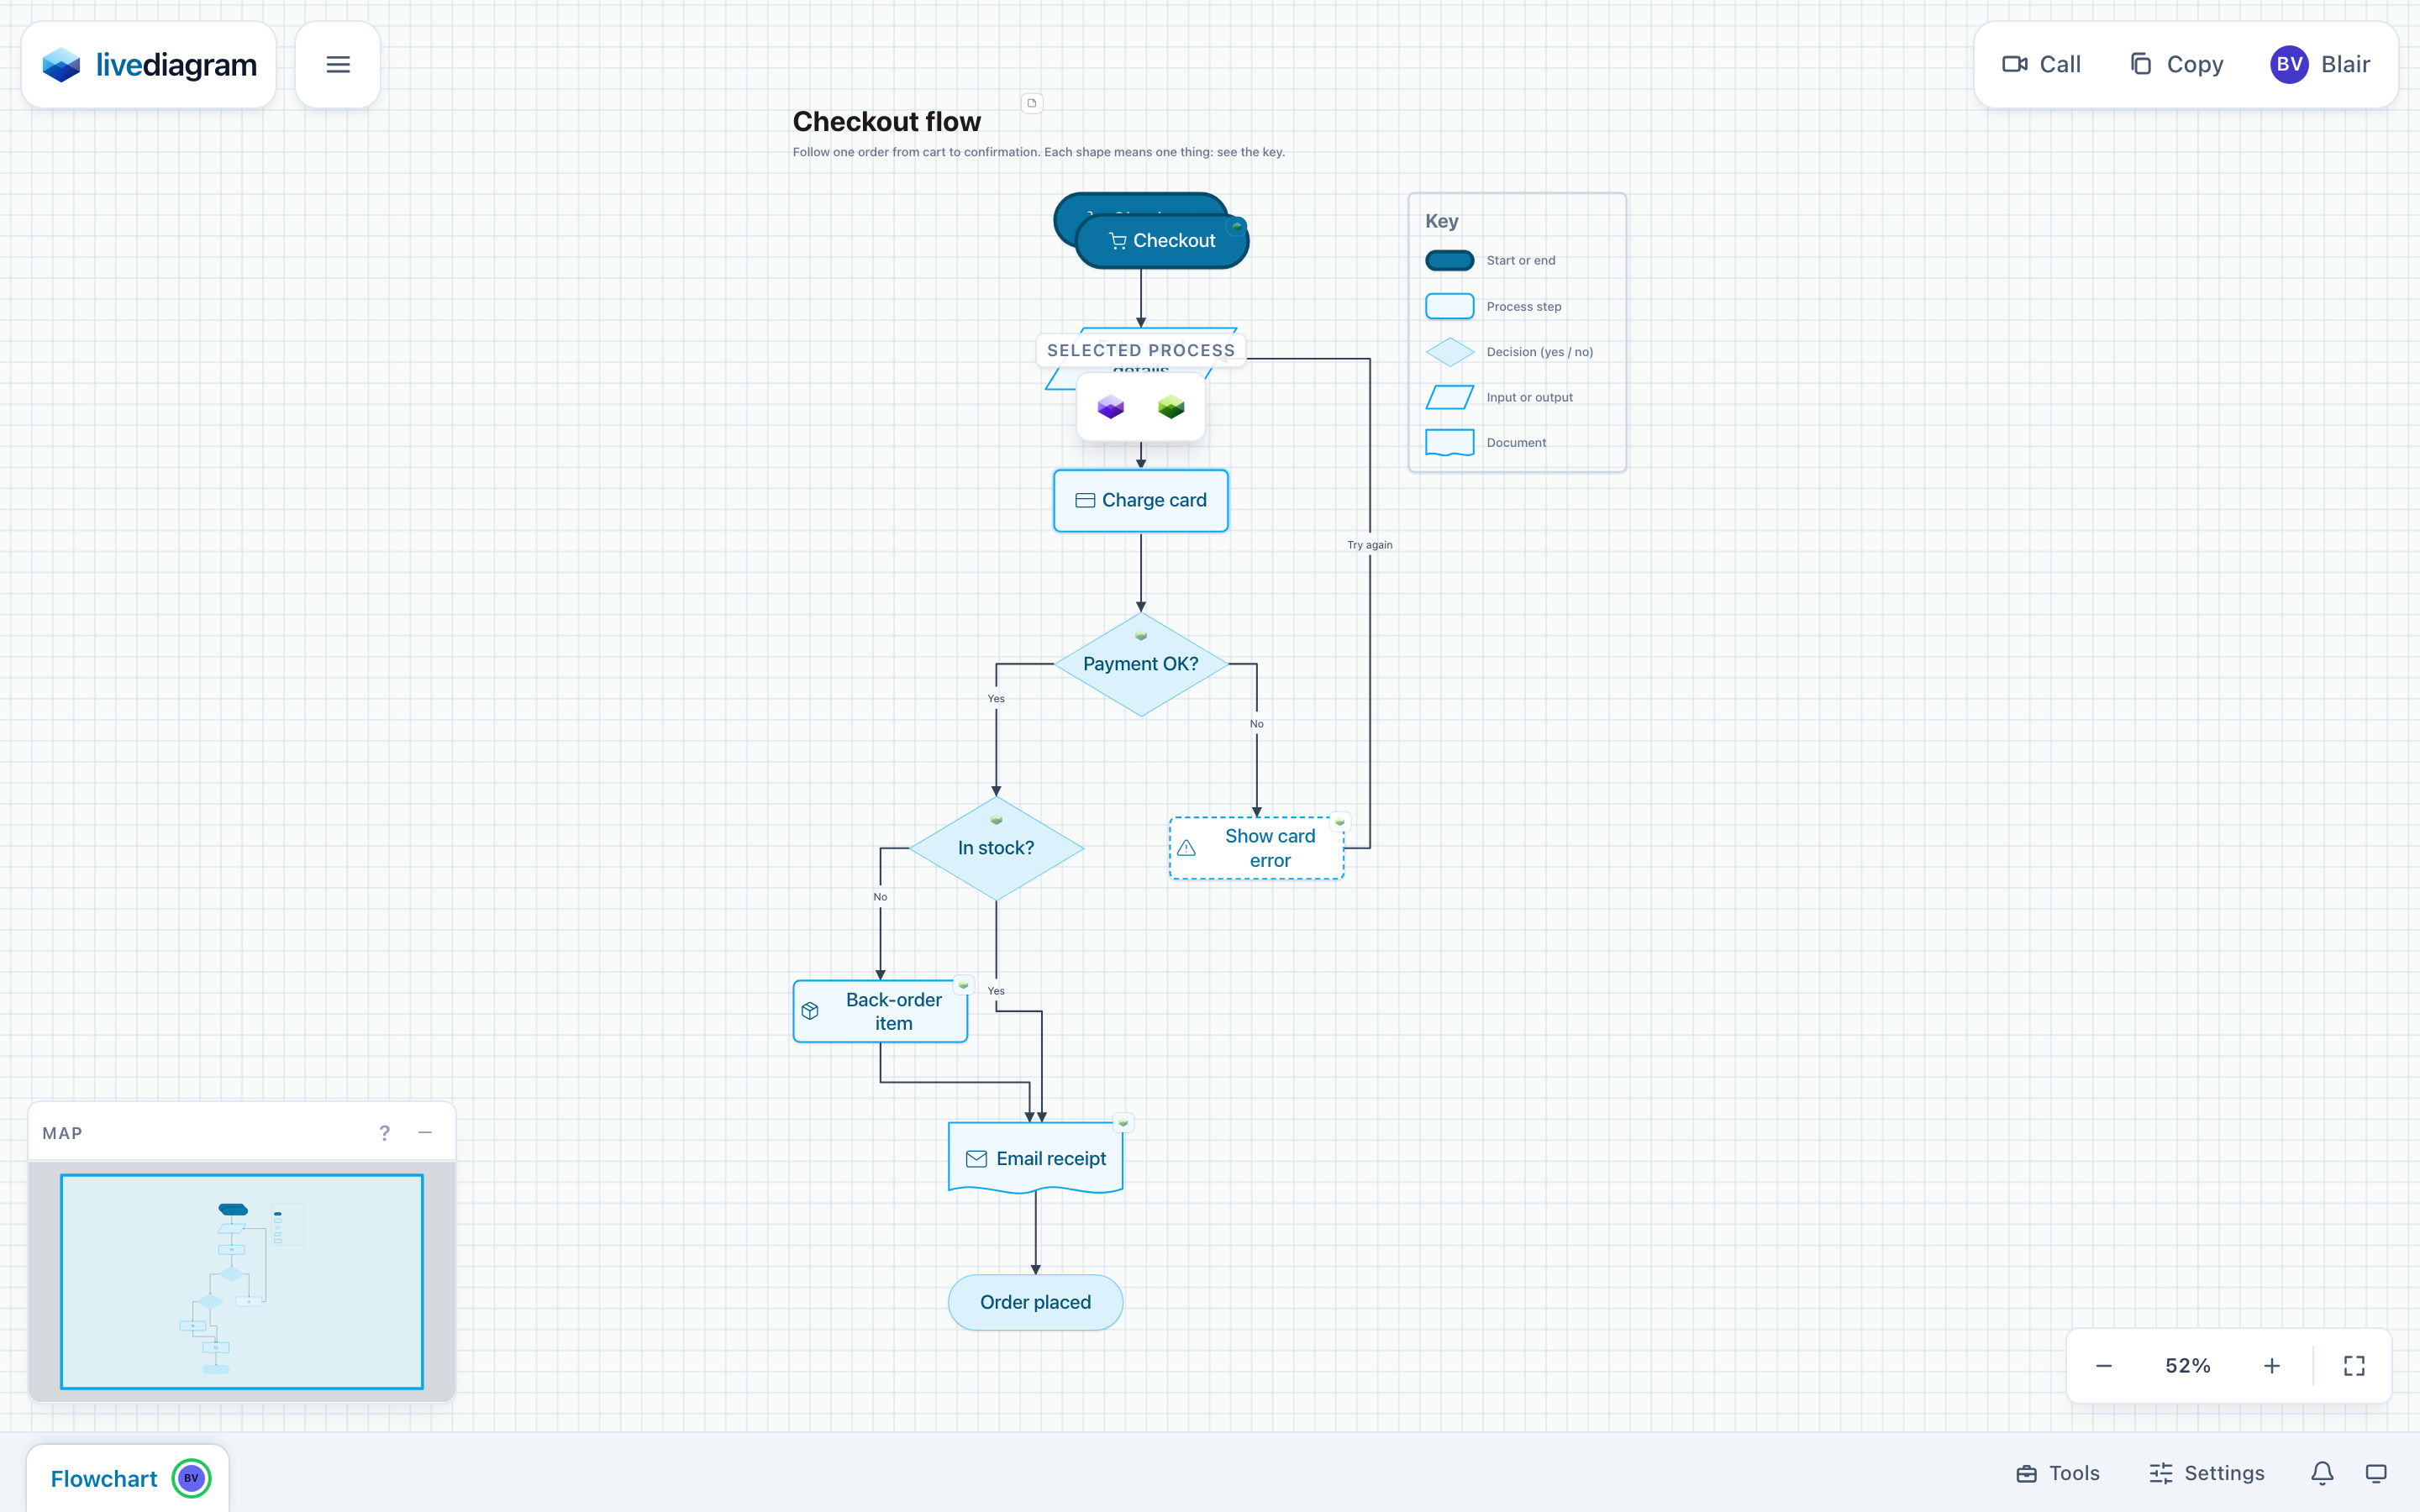 livediagram
Call
Copy
BV
Blair
Checkout flow
Follow one order from cart to confirmation. Each shape means one thing: see the key.
Checkout
Key
Start or end
Process step
Decision (yes / no)
Input or output
Document
SELECTED PROCESS
details
Charge card
Try again
Payment OK?
Yes
No
In stock?
Show card
error
No
Yes
Back-order
item
Email receipt
Order placed
MAP
?
52%
Flowchart
BV
Tools
Settings